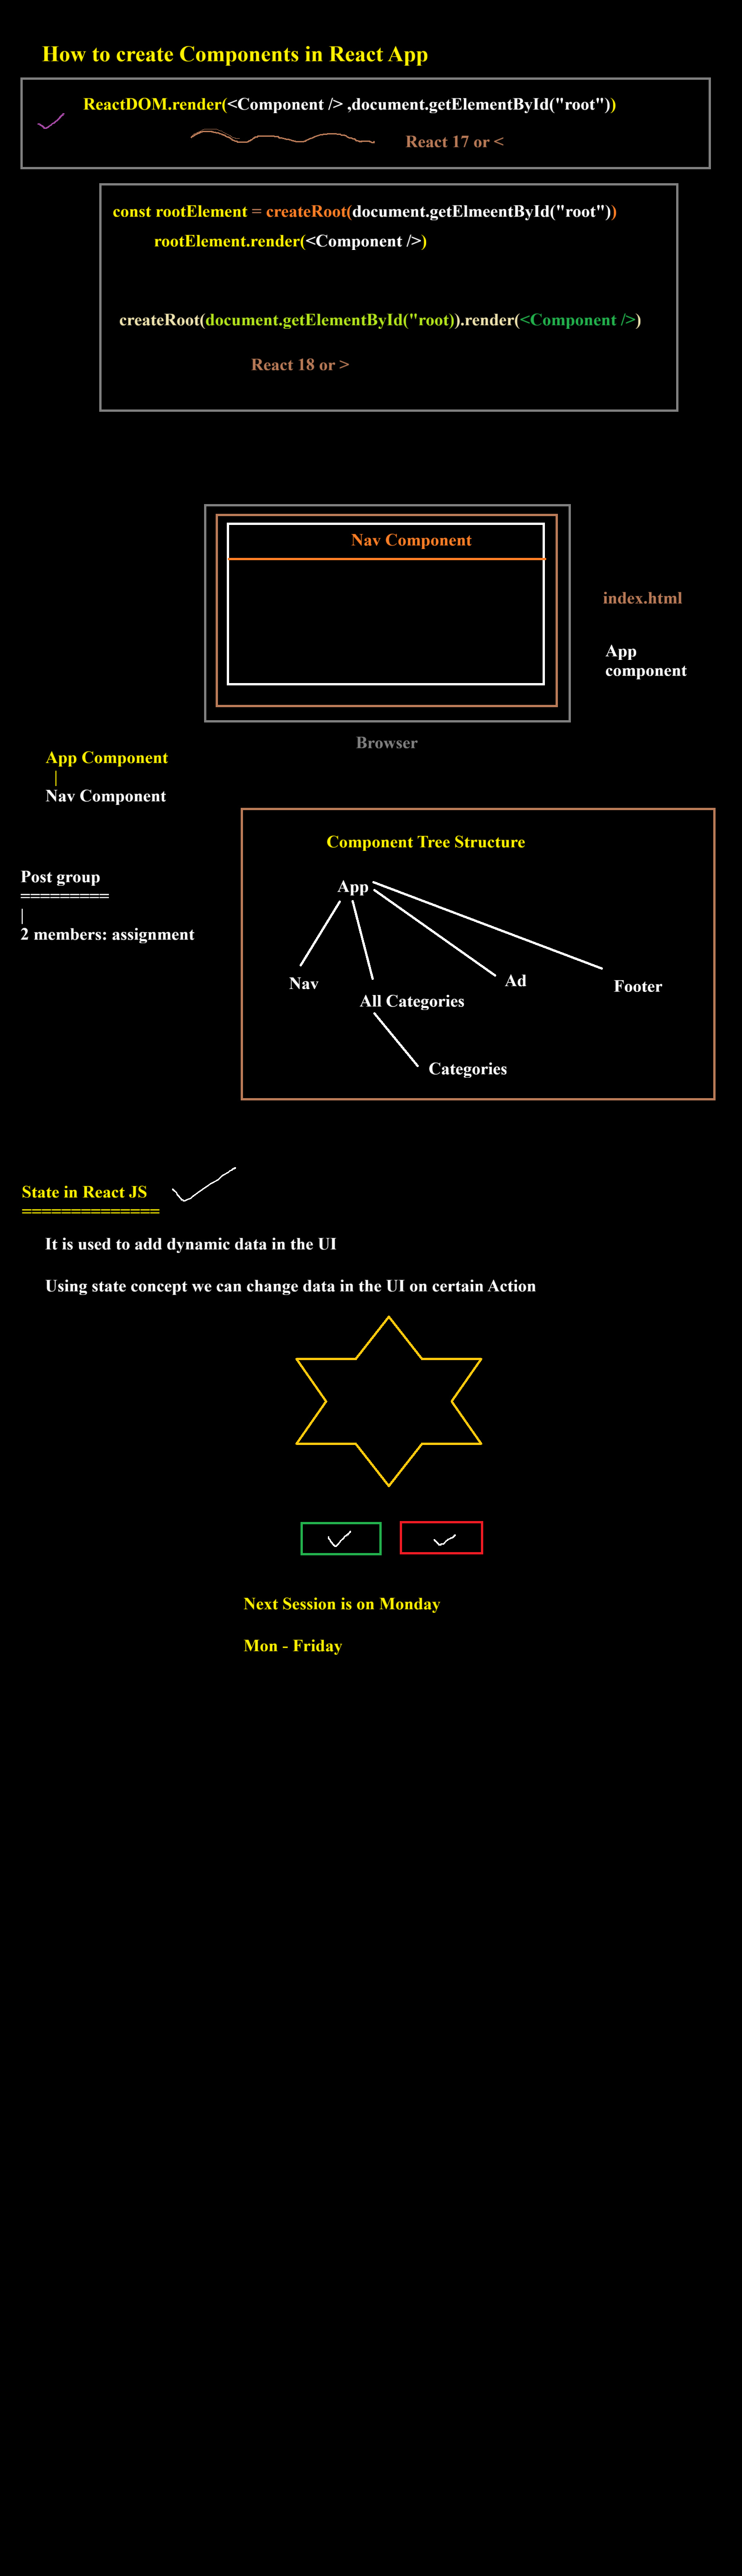 How to create Components in React App
ReactDOM.render(<Component /> ,document.getElementById("root"))
React 17 or <
const rootElement = createRoot(document.getElmeentById("root"))
rootElement.render(<Component />)
createRoot(document.getElementById("root)).render(<Component />)
React 18 or >
Nav Component
index.html
App
component
Browser
App Component
|
Nav Component
Component Tree Structure
Post group
=========
|
2 members: assignment
App
Nav
All Categories
Ad
Footer
Categories
State in React JS
==============
It is used to add dynamic data in the UI
Using state concept we can change data in the UI on certain Action
Next Session is on Monday
Mon - Friday